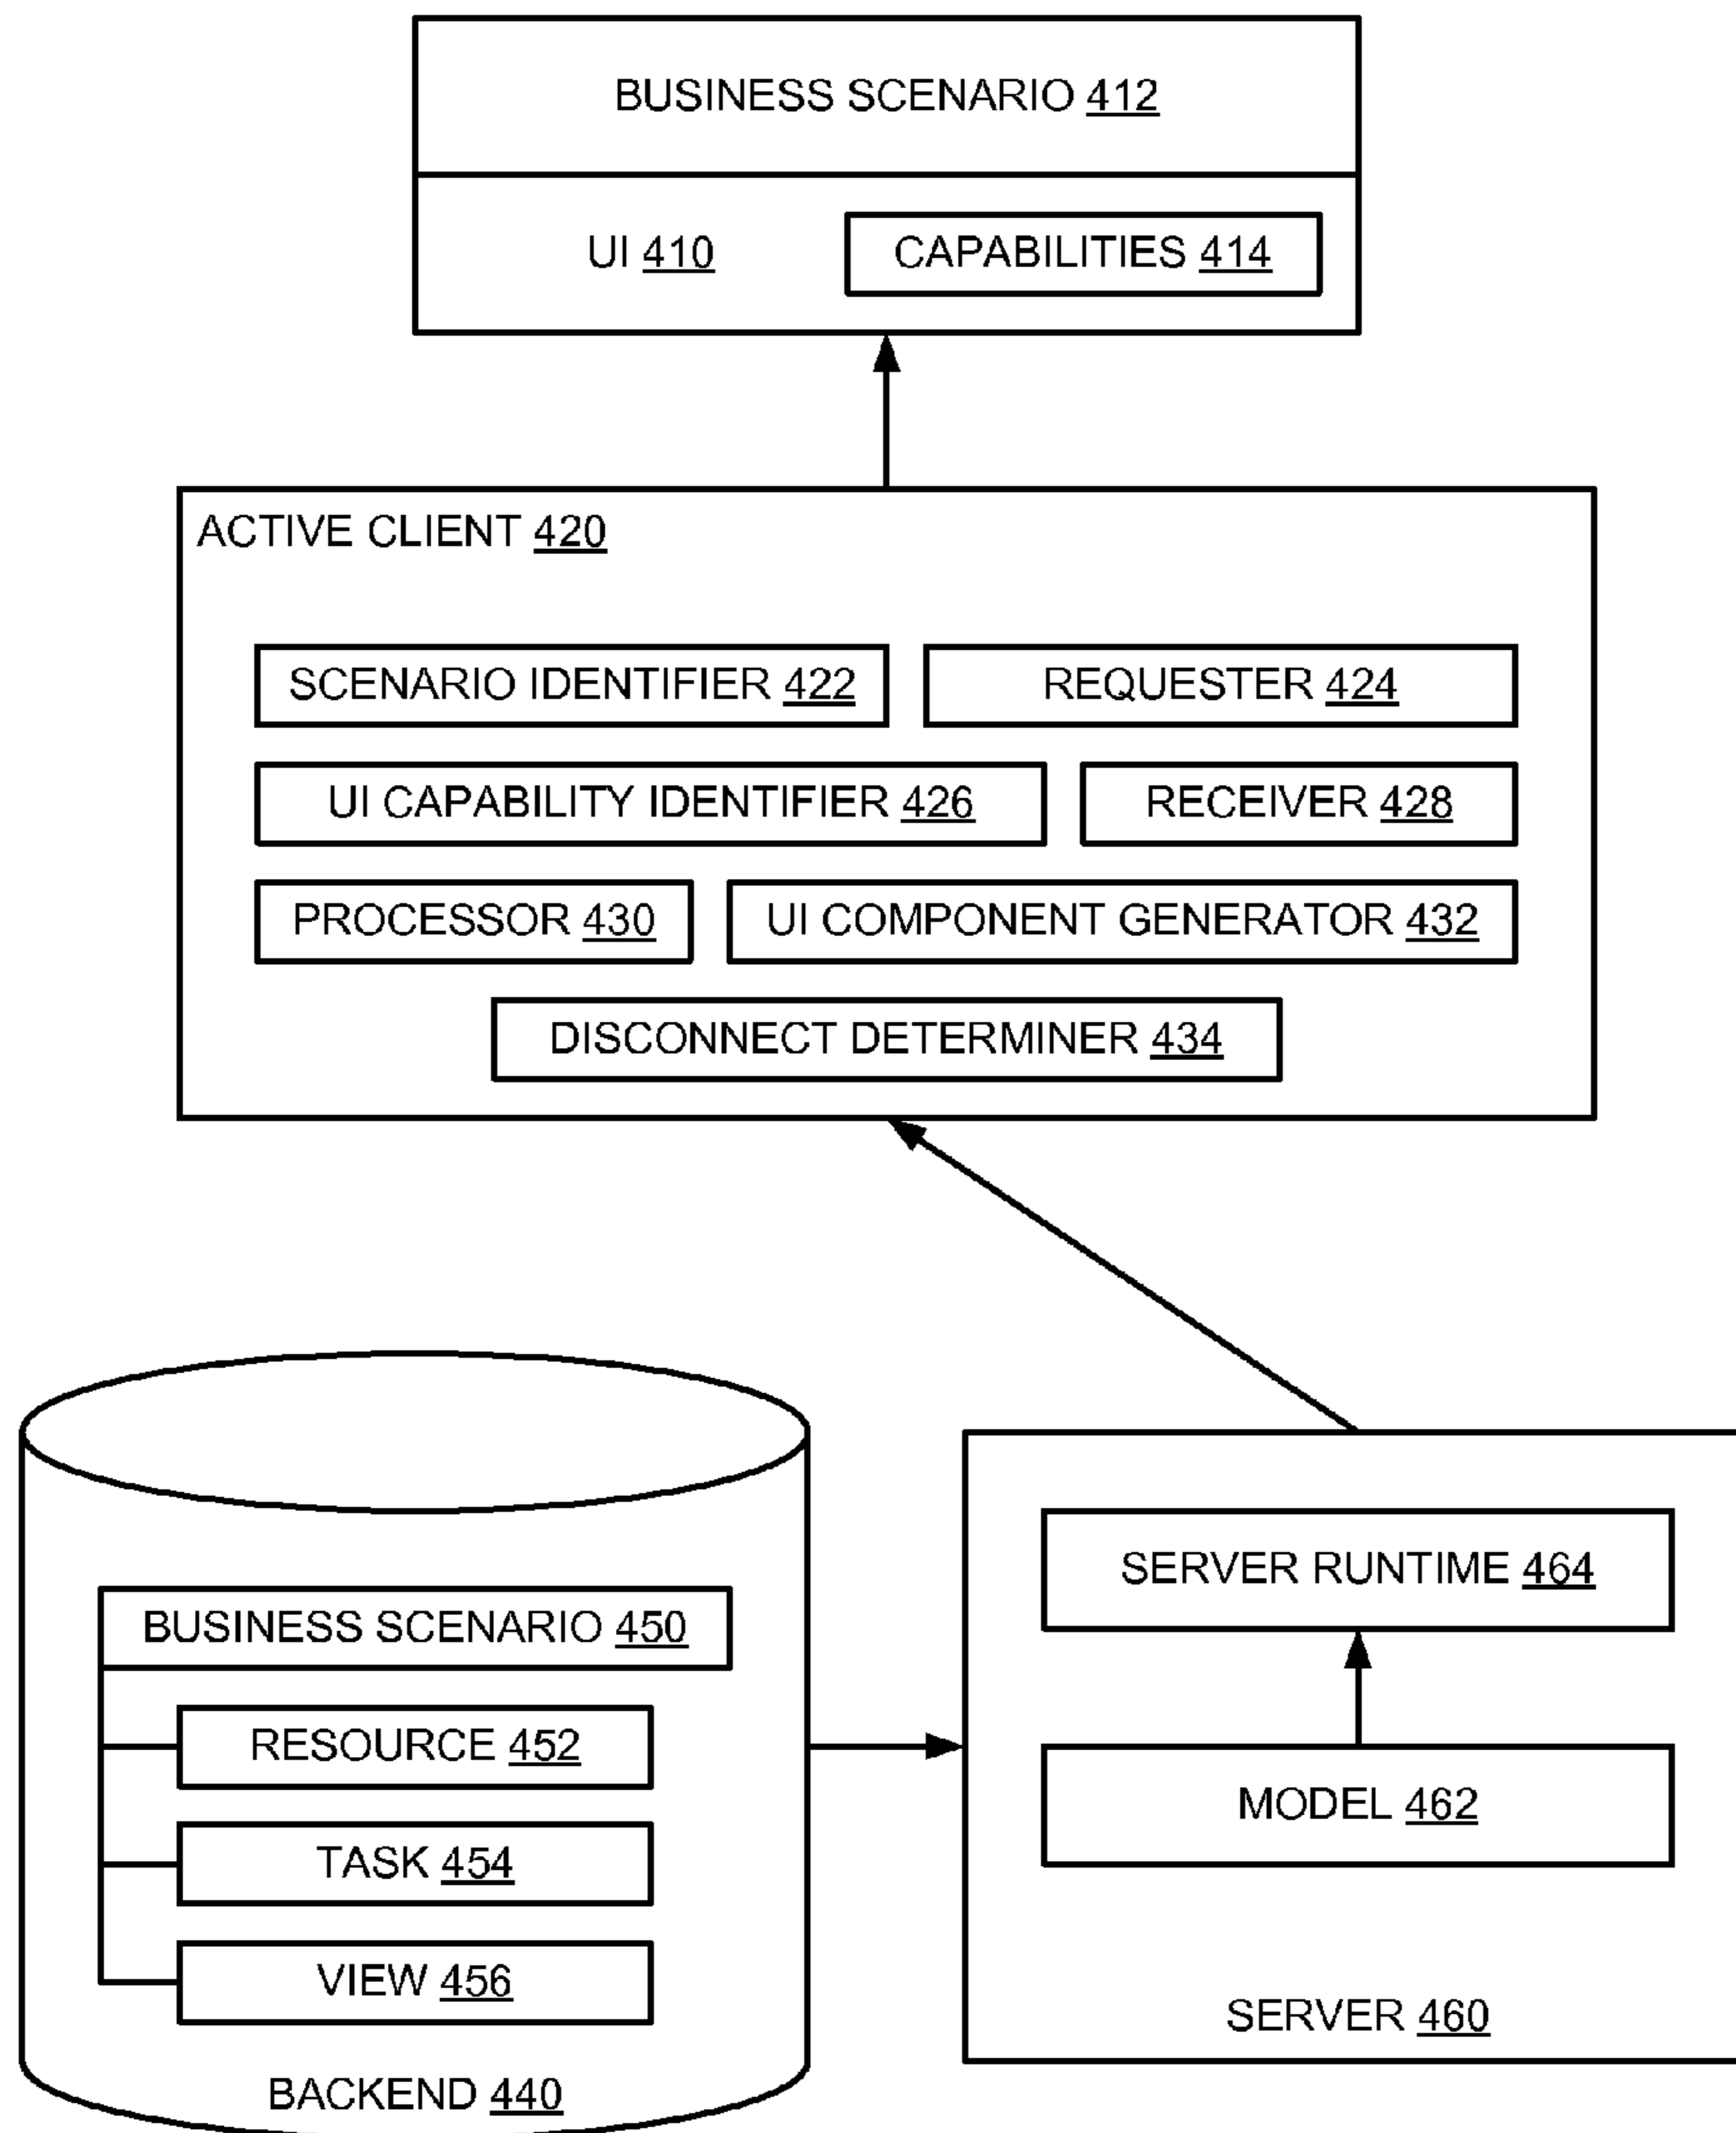 BUSINESS SCENARIO 412
UI 410
CAPABILITIES 414
ACTIVE CLIENT 420
SCENARIO IDENTIFIER 422
REQUESTER 424
UI CAPABILITY IDENTIFIER 426
RECEIVER 428
PROCESSOR 430
UI COMPONENT GENERATOR 432
DISCONNECT DETERMINER 434
BUSINESS SCENARIO 450
RESOURCE 452
TASK 454
VIEW 456
BACKEND 440
SERVER RUNTIME 464
MODEL 462
SERVER 460